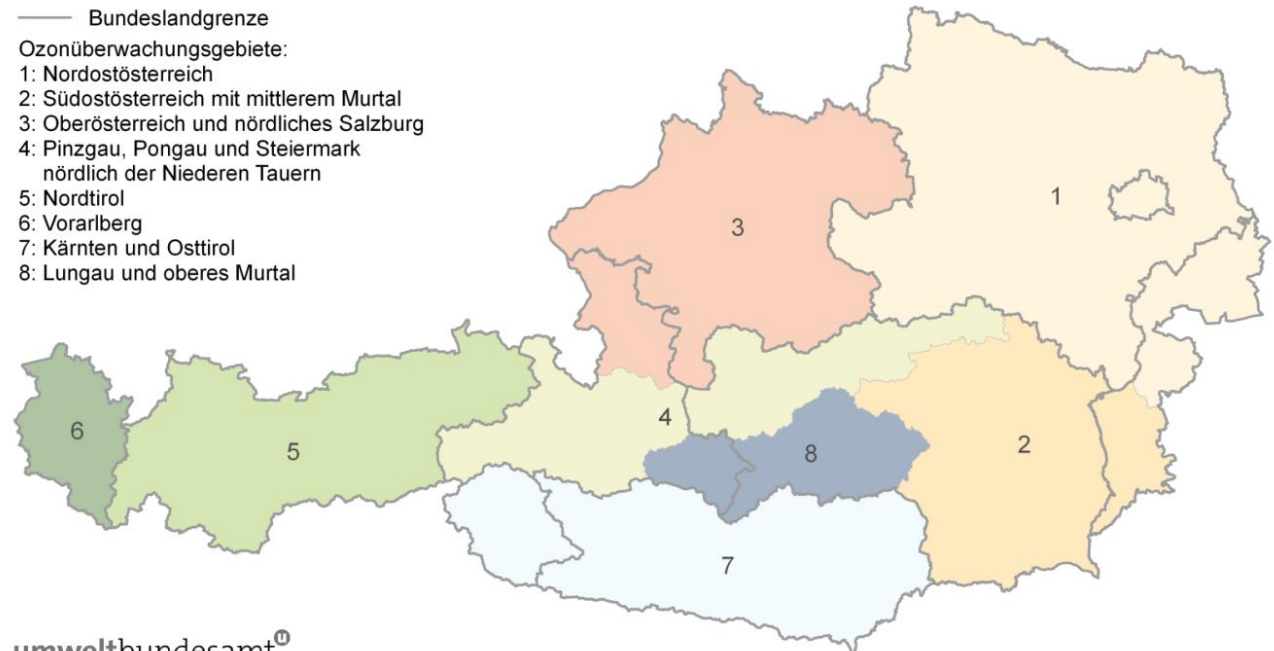 Bundeslandgrenze
Ozonüberwachungsgebiete:
1: Nordostösterreich
2: Südostösterreich mit mittlerem Murtal
3: Oberösterreich und nördliches Salzburg
4: Pinzgau, Pongau und Steiermark
nördlich der Niederen Tauern
5: Nordtirol
6: Vorarlberg
7: Kärnten und Osttirol
8: Lungau und oberes Murtal
1
3
4
6
5
8
2
7
umweltbundesamt